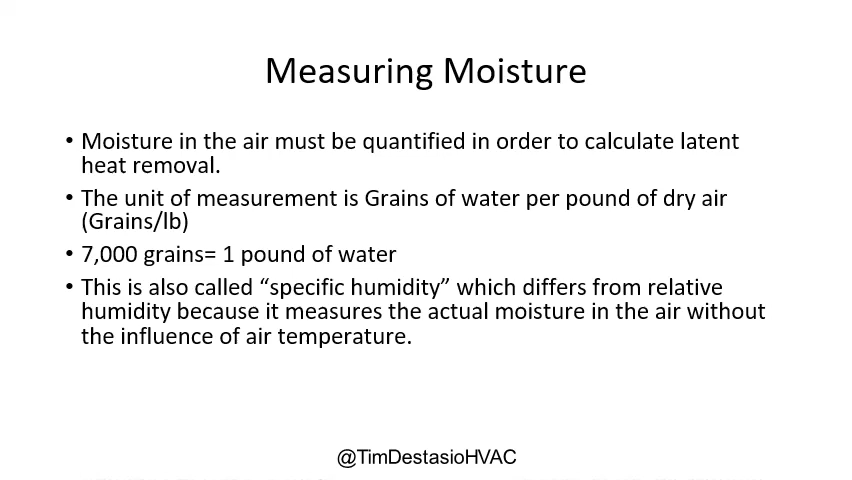 Measuring Moisture
• Moisture in the air must be quantified in order to calculate latent
heat removal.
• The unit of measurement is Grains of water per pound of dry air
(Grains/lb)
• 7,000 grains= 1 pound of water
• This is also called “specific humidity” which differs from relative
humidity because it measures the actual moisture in the air without
the influence of air temperature.
@TimDestasioHVAC